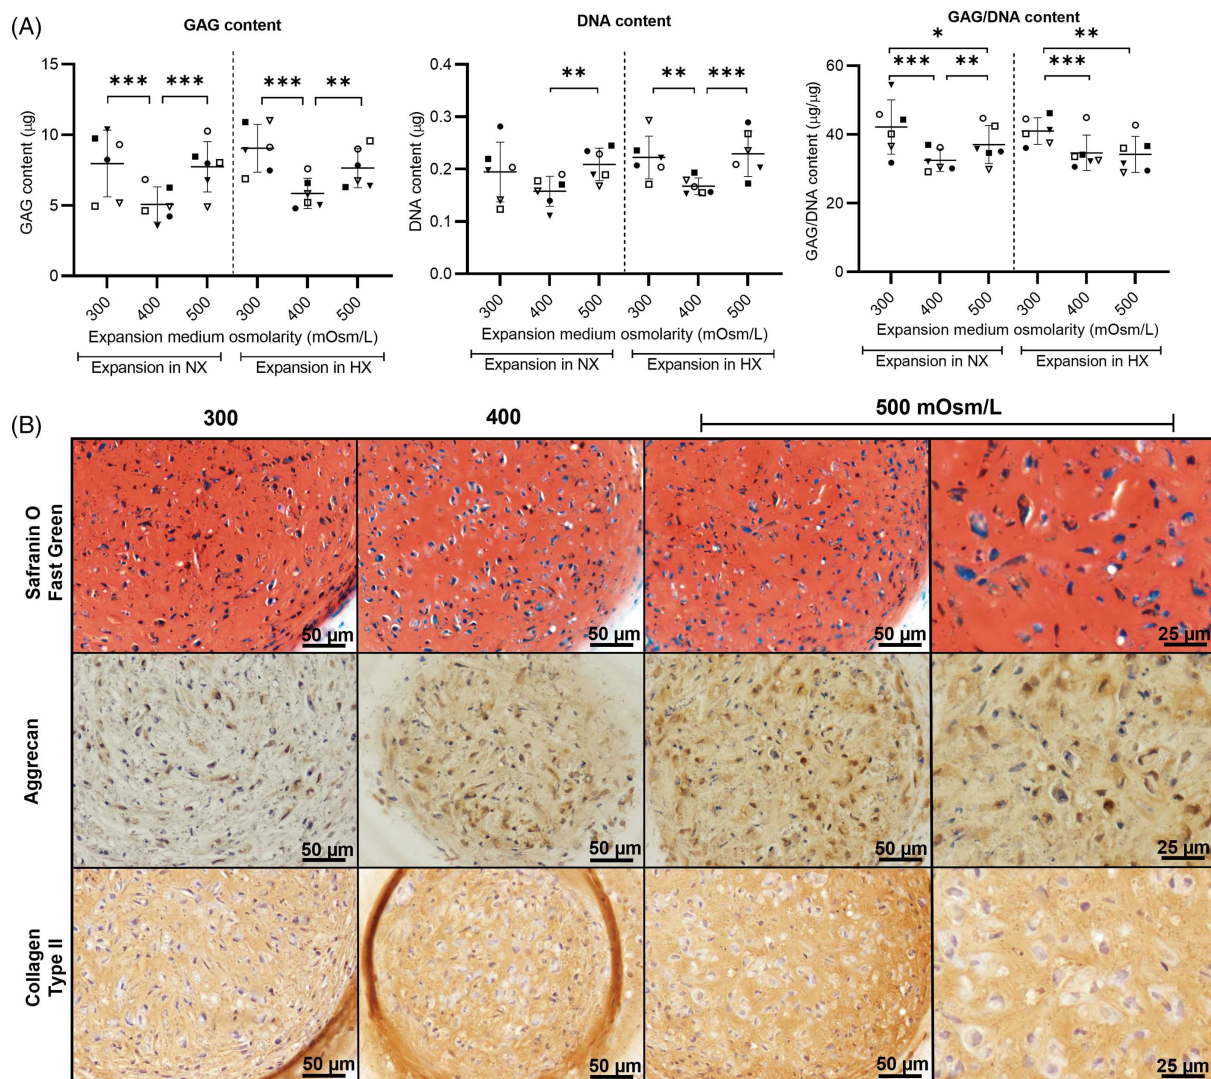 (A)
GAG content
DNA content
GAG/DNA content
GAG content (µg)
15
10
5
0
*** ***
*** **
300 400 500 300 400 500
Expansion medium osmolarity (mOsm/L)
Expansion in NX Expansion in HX
DNA content (µg)
0.4
0.3
0.2
0.1
0.0
**
** ***
300 400 500 300 400 500
Expansion medium osmolarity (mOsm/L)
Expansion in NX Expansion in HX
GAG/DNA content (µg/µg)
60
40
20
0
* **
*** ** ***
300 400 500 300 400 500
Expansion medium osmolarity (mOsm/L)
Expansion in NX Expansion in HX
(B)
300 400 500 mOsm/L
Safranin O
Fast Green
50 µm 50 µm 50 µm 25 µm
Aggrecan
50 µm 50 µm 50 µm 25 µm
Collagen
Type II
50 µm 50 µm 50 µm 25 µm